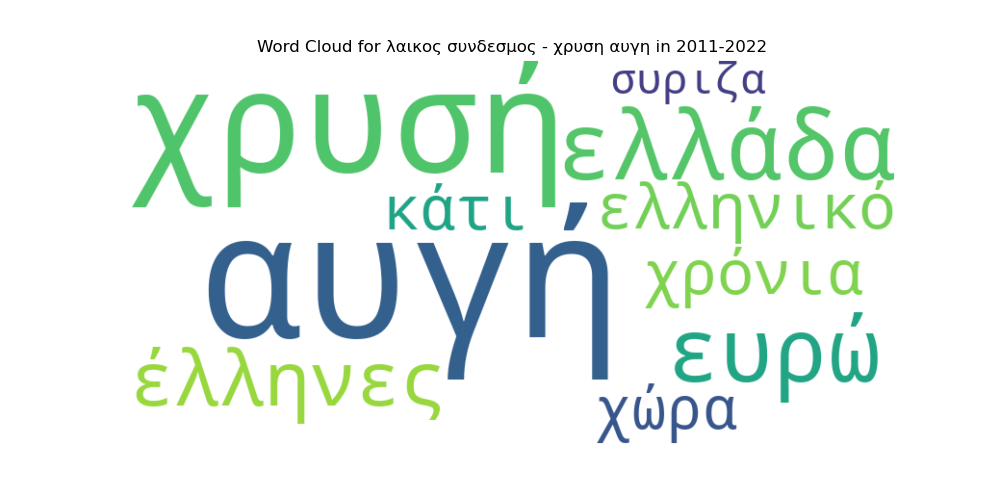 Word Cloud for λαικος συνδεσμος - χρυση αυγη in 2011-2022
συριζα
χρυσή
ελλάδα
κάτι
ελληνικό
αυγή
χρόνια
ευρώ
έλληνες
χώρα